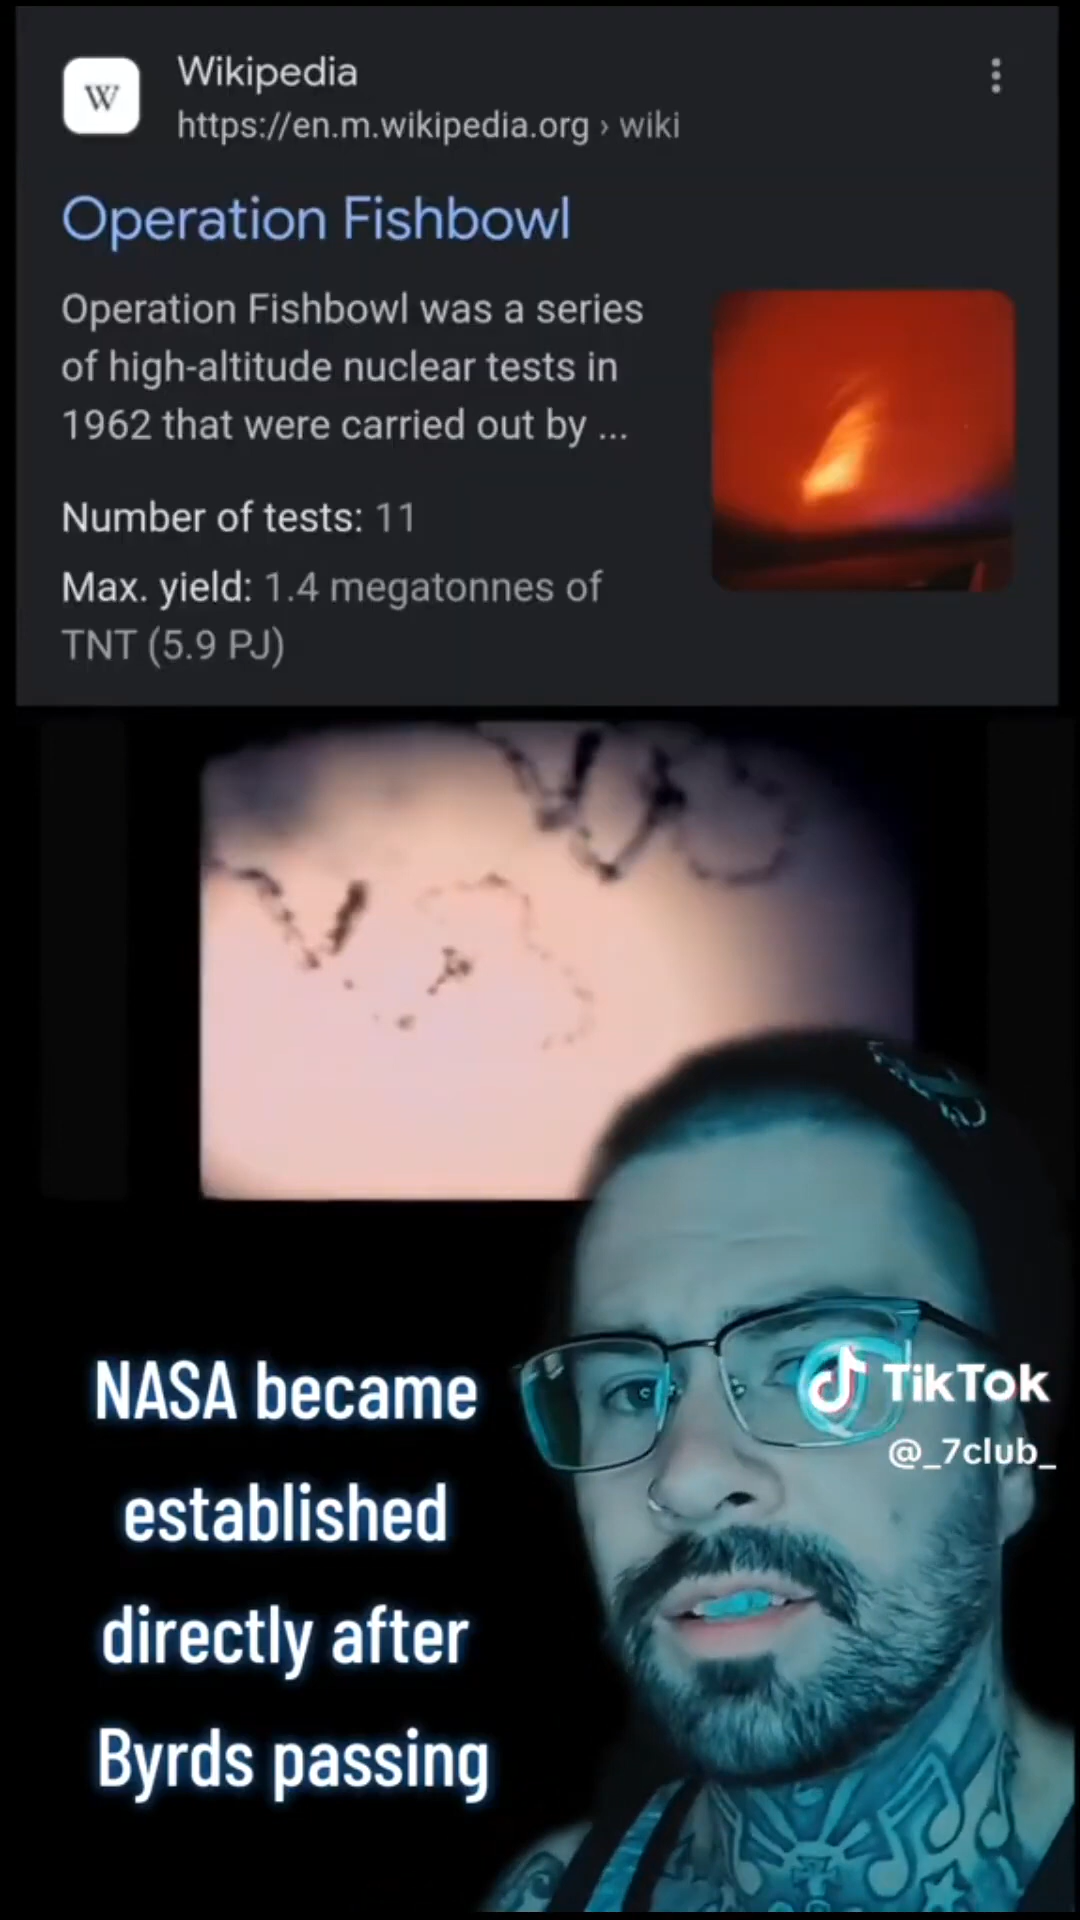 W
Wikipedia
https://en.m.wikipedia.org › wiki
Operation Fishbowl
Operation Fishbowl was a series
of high-altitude nuclear tests in
1962 that were carried out by ...
Number of tests: 11
Max. yield: 1.4 megatonnes of
TNT (5.9 PJ)
NASA became
established
directly after
Byrds passing
TikTok
@_7club_